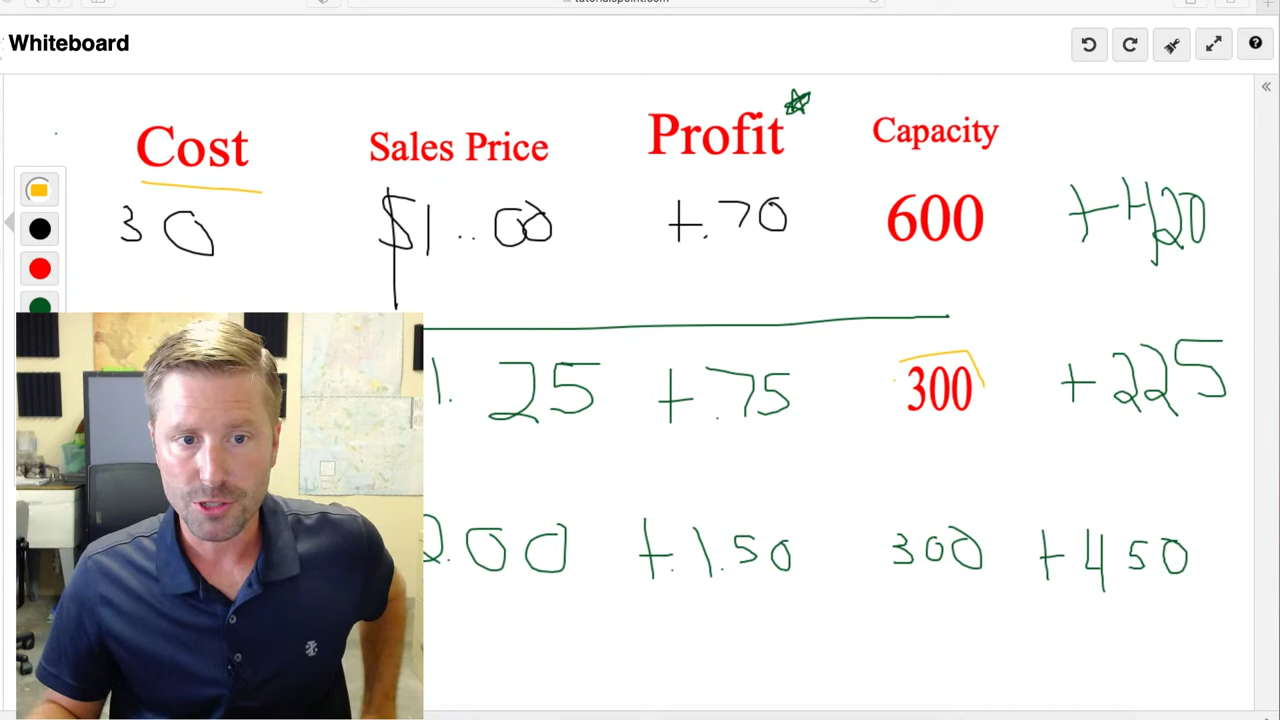 Whiteboard
Cost Sales Price Profit Capacity
30 $1..00 +.70 600 +420
1.25 +.75 300 +225
2.00 +.1.50 300 +450